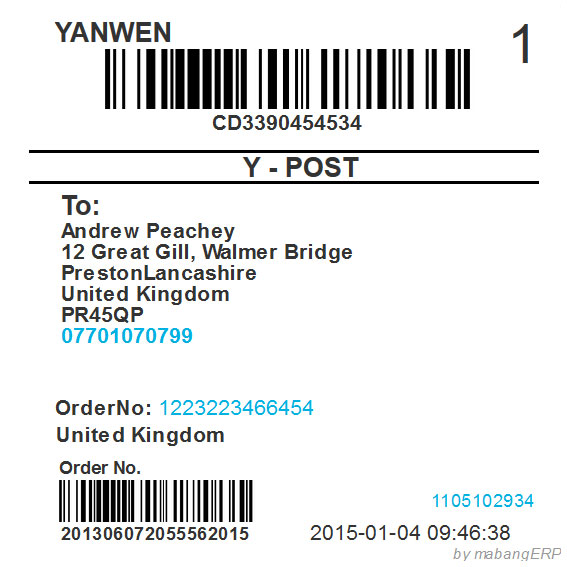 YANWEN
1
CD3390454534
Y - POST
To:
Andrew Peachey
12 Great Gill, Walmer Bridge
PrestonLancashire
United Kingdom
PR45QP
07701070799
OrderNo: 1223223466454
United Kingdom
Order No.
201306072055562015
1105102934
2015-01-04 09:46:38
by mabangERP